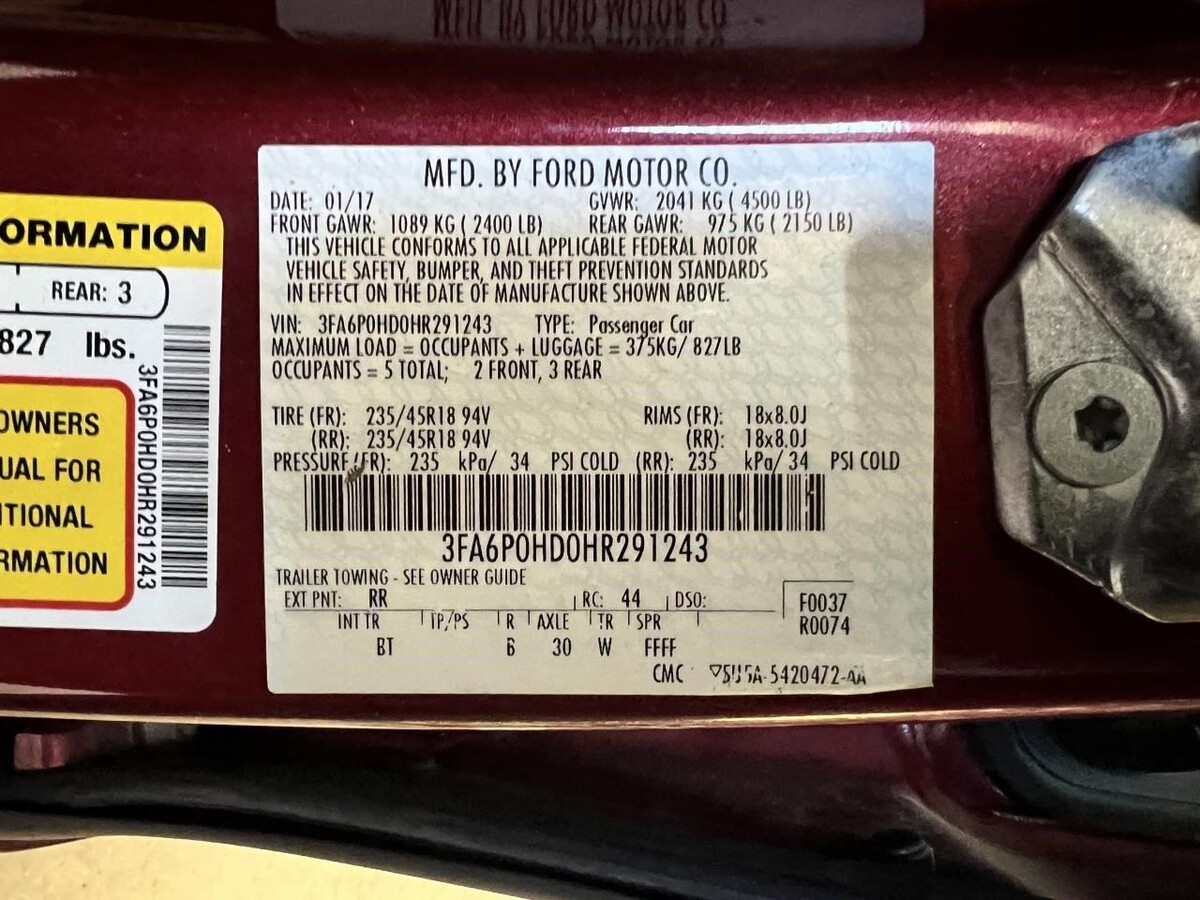 MFD. BY FORD MOTOR CO.
DATE: 01/17 GVWR: 2041 KG ( 4500 LB)
FRONT GAWR: 1089 KG ( 2400 LB) REAR GAWR: 975 KG ( 2150 LB)
THIS VEHICLE CONFORMS TO ALL APPLICABLE FEDERAL MOTOR
VEHICLE SAFETY, BUMPER, AND THEFT PREVENTION STANDARDS
IN EFFECT ON THE DATE OF MANUFACTURE SHOWN ABOVE.
VIN: 3FA6P0HD0HR291243 TYPE: Passenger Car
MAXIMUM LOAD = OCCUPANTS + LUGGAGE = 375KG/ 827LB
OCCUPANTS = 5 TOTAL; 2 FRONT, 3 REAR
TIRE (FR): 235/45R18 94V RIMS (FR): 18x8.0J
(RR): 235/45R18 94V (RR): 18x8.0J
PRESSURE (FR): 235 kPa/ 34 PSI COLD (RR): 235 kPa/ 34 PSI COLD
3FA6P0HD0HR291243
TRAILER TOWING - SEE OWNER GUIDE
EXT PNT: RR RC: 44 DSO: F0037
INT TR TP/PS R AXLE TR SPR R0074
BT 6 30 W FFFF
CMC
ORMATION
REAR: 3
827 lbs.
OWNERS
UAL FOR
ITIONAL
RMATION
3FA6P0HD0HR291243